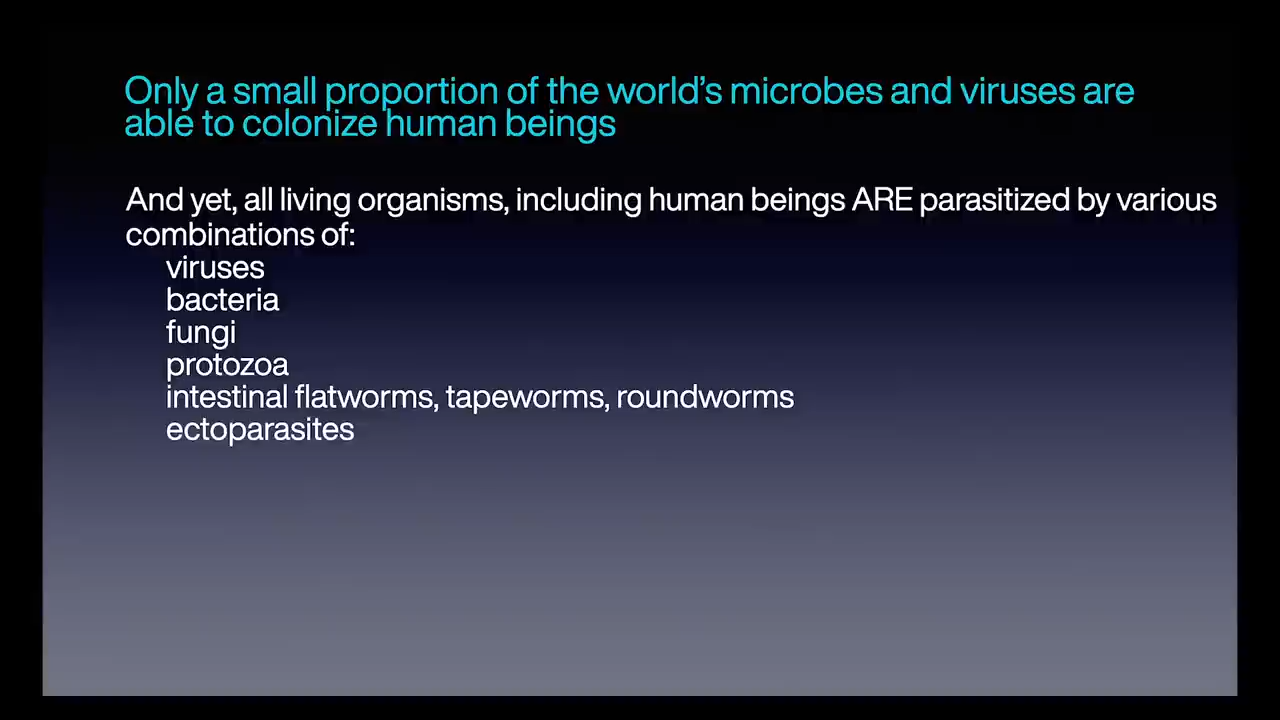 Only a small proportion of the world’s microbes and viruses are
able to colonize human beings
And yet, all living organisms, including human beings ARE parasitized by various
combinations of:
viruses
bacteria
fungi
protozoa
intestinal flatworms, tapeworms, roundworms
ectoparasites